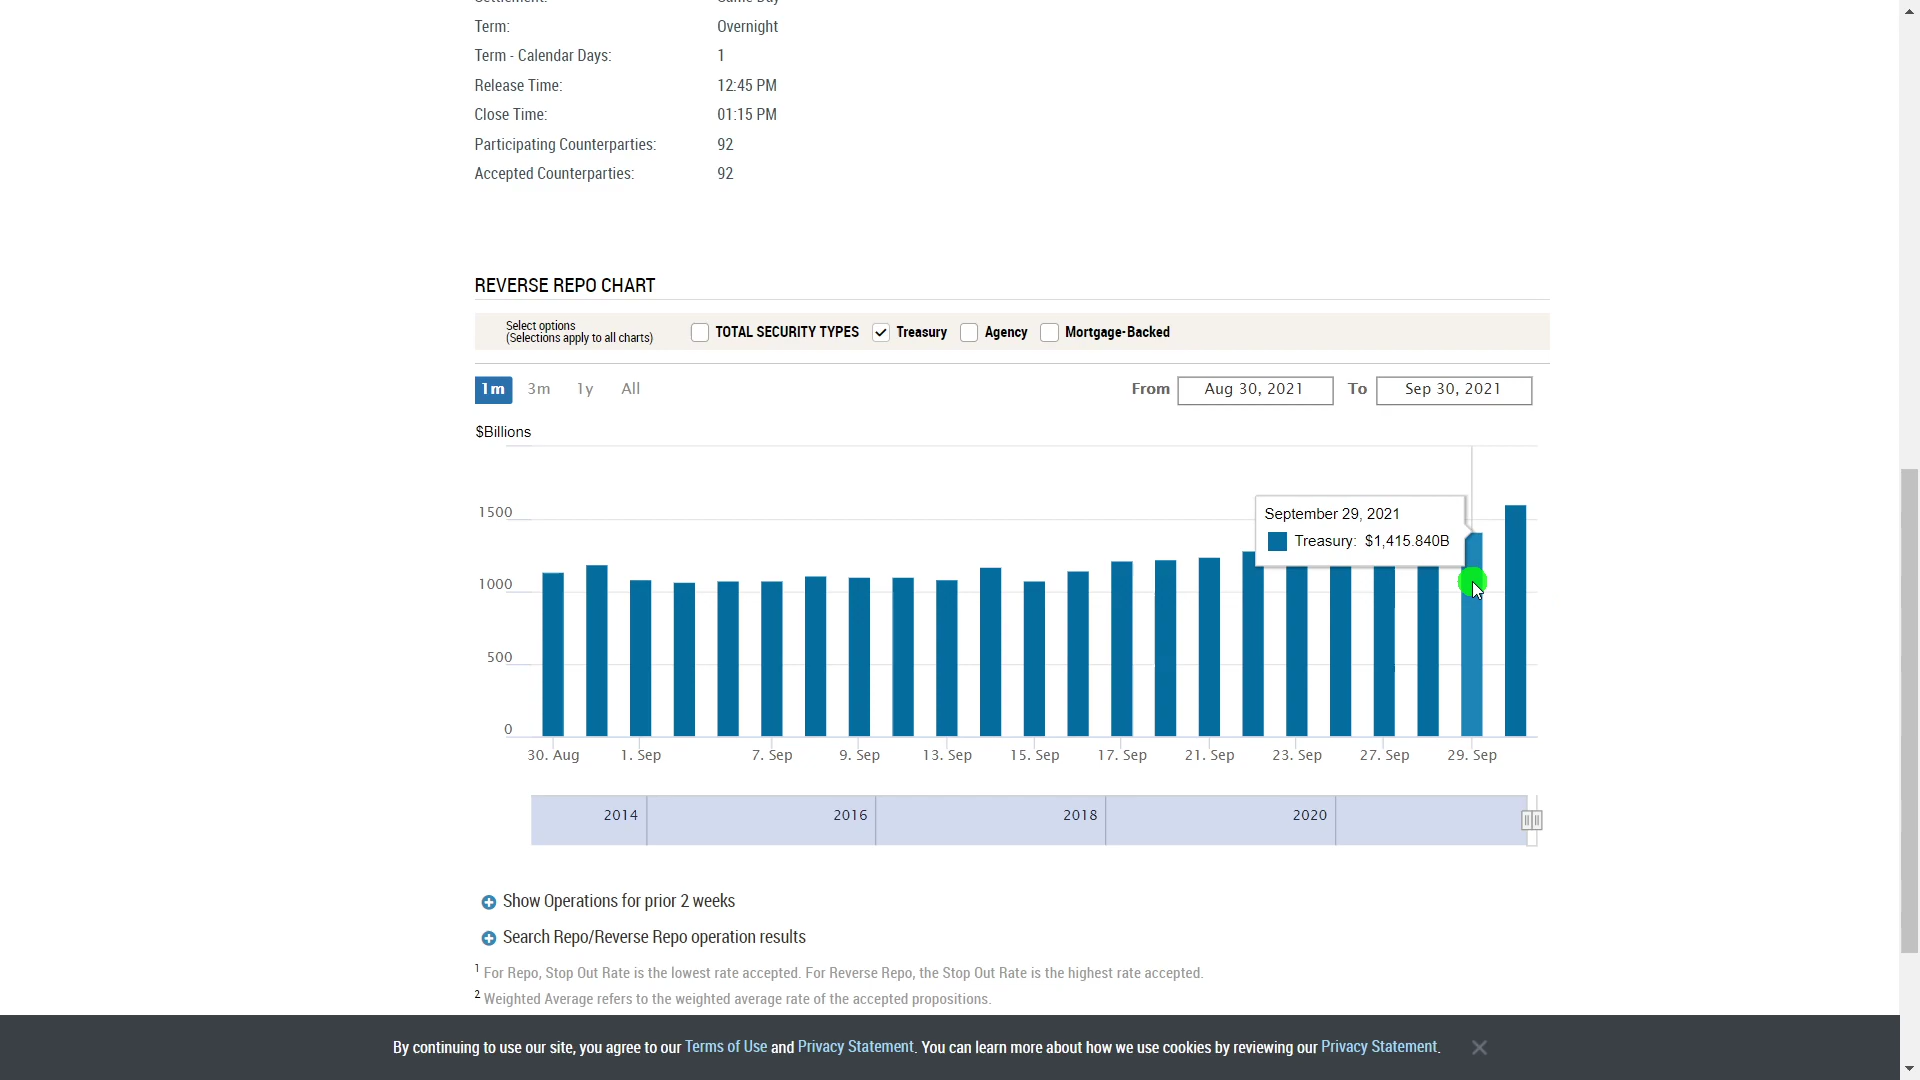 Settlement: Same Day
Term: Overnight
Term - Calendar Days: 1
Release Time: 12:45 PM
Close Time: 01:15 PM
Participating Counterparties: 92
Accepted Counterparties: 92
REVERSE REPO CHART
Select options
(Selections apply to all charts)
TOTAL SECURITY TYPES Treasury Agency Mortgage-Backed
1m 3m 1y All From Aug 30, 2021 To Sep 30, 2021
$Billions
1500
September 29, 2021
Treasury: $1,415.840B
1000
500
0
30. Aug 1. Sep 7. Sep 9. Sep 13. Sep 15. Sep 17. Sep 21. Sep 23. Sep 27. Sep 29. Sep
2014 2016 2018 2020
Show Operations for prior 2 weeks
Search Repo/Reverse Repo operation results
1 For Repo, Stop Out Rate is the lowest rate accepted. For Reverse Repo, the Stop Out Rate is the highest rate accepted.
2 Weighted Average refers to the weighted average rate of the accepted propositions.
By continuing to use our site, you agree to our Terms of Use and Privacy Statement. You can learn more about how we use cookies by reviewing our Privacy Statement.